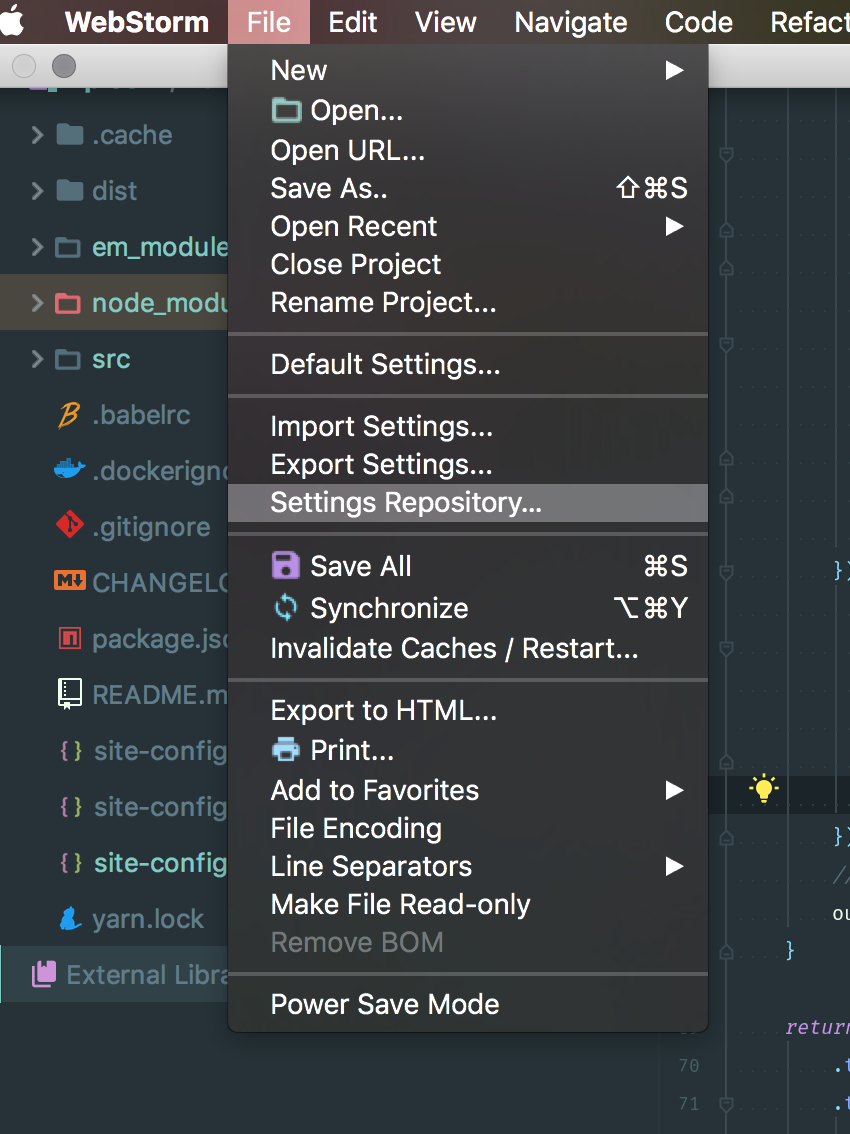 WebStorm File Edit View Navigate Code Refact
New
Open...
Open URL...
Save As.. ⇧⌘S
Open Recent
Close Project
Rename Project...
Default Settings...
Import Settings...
Export Settings...
Settings Repository...
Save All ⌘S
Synchronize ⌥⌘Y
Invalidate Caches / Restart...
Export to HTML...
Print...
Add to Favorites
File Encoding
Line Separators
Make File Read-only
Remove BOM
Power Save Mode
.cache
dist
em_module
node_modu
src
.babelrc
.dockerigno
.gitignore
CHANGELO
package.jso
README.m
site-config
site-config
site-config
yarn.lock
External Libra
})
})
//
ou
}
return
70 .t
71 .t